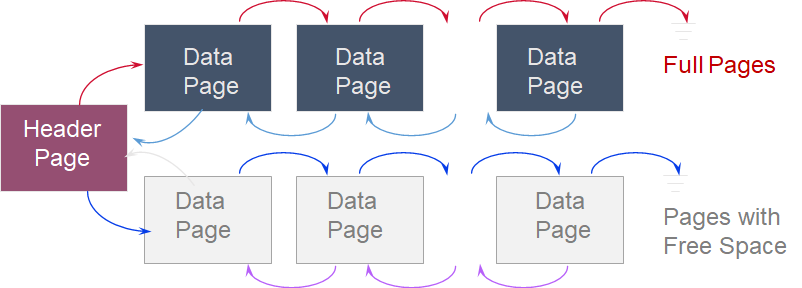 Data
Page
Data
Page
Data
Page
Full Pages
Header
Page
Data
Page
Data
Page
Data
Page
Pages with
Free Space